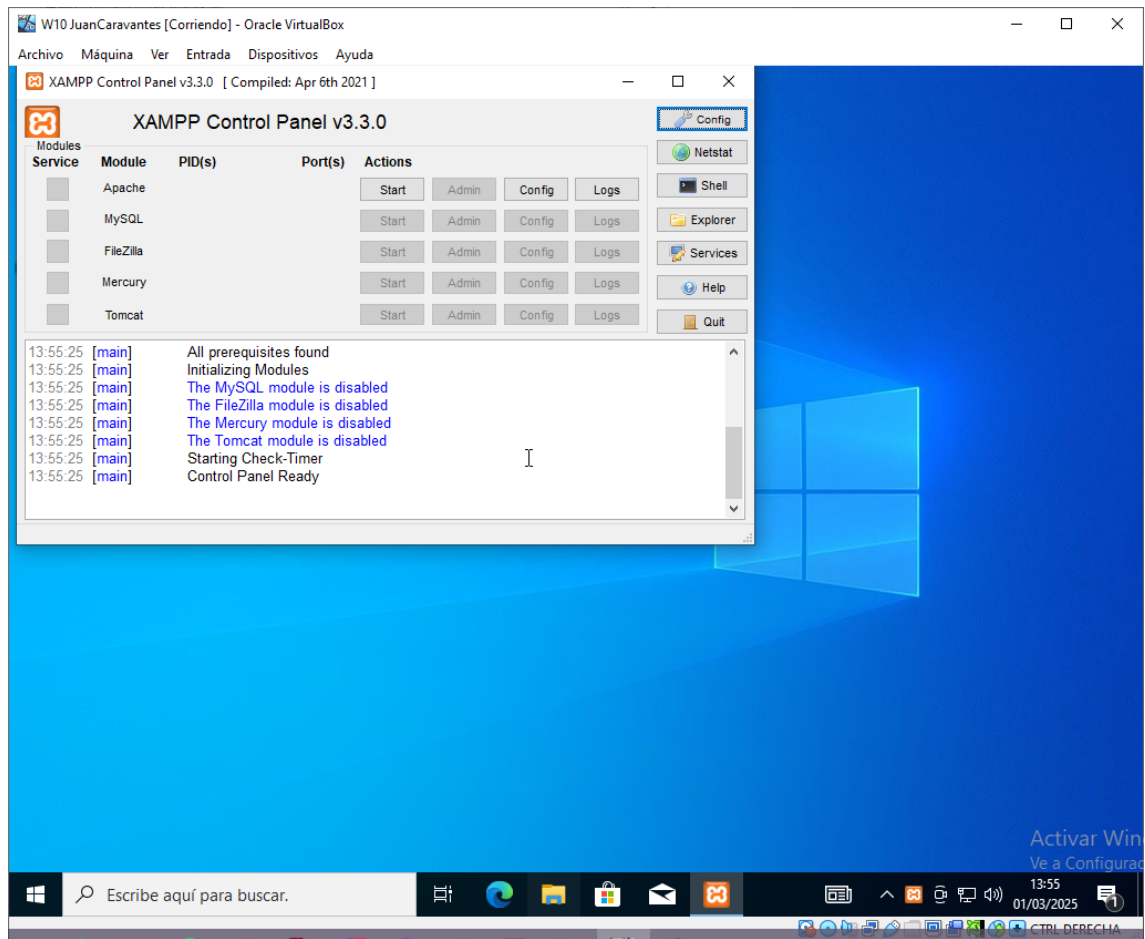 W10 JuanCaravantes [Corriendo] - Oracle VirtualBox
Archivo Máquina Ver Entrada Dispositivos Ayuda
XAMPP Control Panel v3.3.0 [ Compiled: Apr 6th 2021 ]
XAMPP Control Panel v3.3.0
Config
Modules
Service Module PID(s) Port(s) Actions
Netstat
Apache Start Admin Config Logs
Shell
MySQL Start Admin Config Logs
Explorer
FileZilla Start Admin Config Logs
Services
Mercury Start Admin Config Logs
Help
Tomcat Start Admin Config Logs
Quit
13:55:25 [main] All prerequisites found
13:55:25 [main] Initializing Modules
13:55:25 [main] The MySQL module is disabled
13:55:25 [main] The FileZilla module is disabled
13:55:25 [main] The Mercury module is disabled
13:55:25 [main] The Tomcat module is disabled
13:55:25 [main] Starting Check-Timer
13:55:25 [main] Control Panel Ready
Activar Win
Ve a Configurac
Escribe aquí para buscar.
13:55
01/03/2025
1
CTRL DERECHA